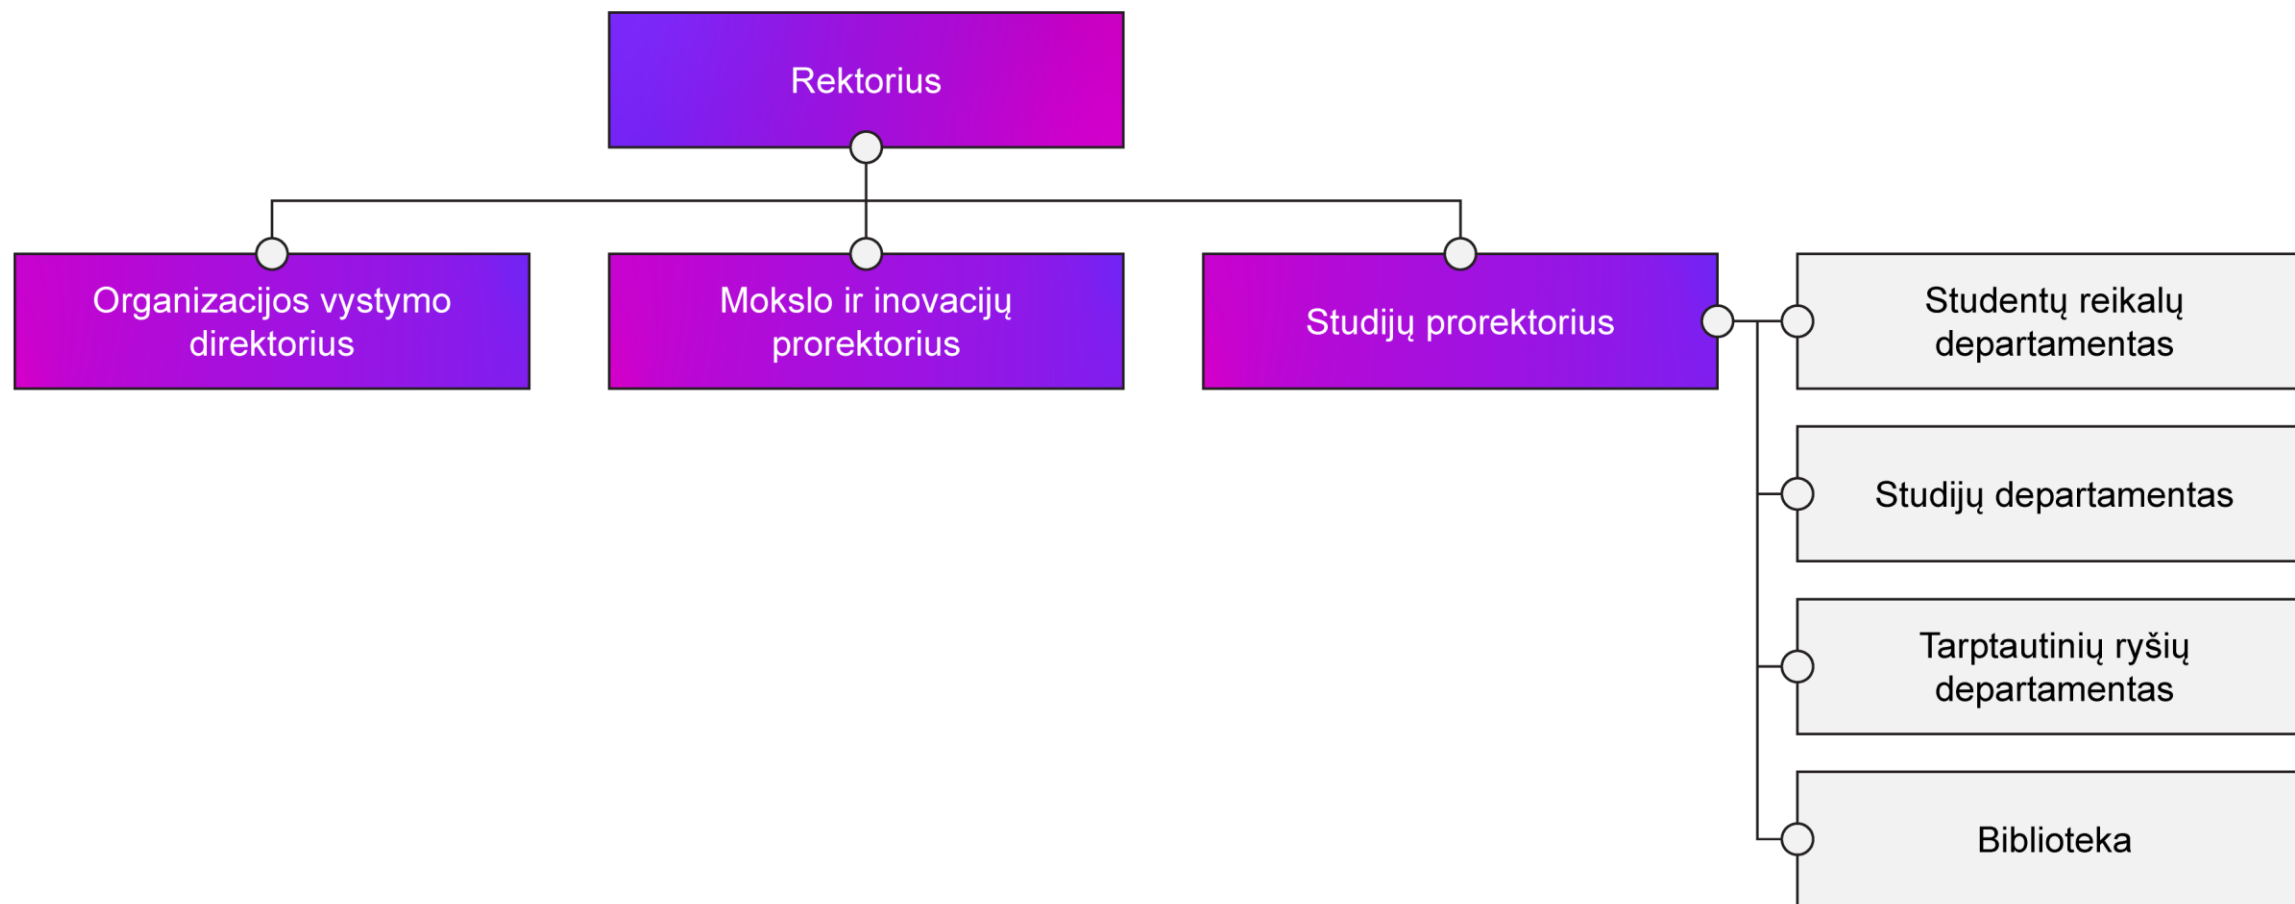 Rektorius
Organizacijos vystymo
direktorius
Mokslo ir inovacijų
prorektorius
Studijų prorektorius
Studentų reikalų
departamentas
Studijų departamentas
Tarptautinių ryšių
departamentas
Biblioteka